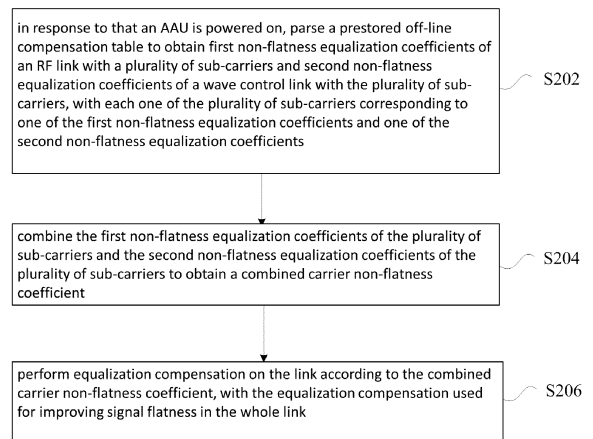 in response to that an AAU is powered on, parse a prestored off-line
compensation table to obtain first non-flatness equalization coefficients of
an RF link with a plurality of sub-carriers and second non-flatness
equalization coefficients of a wave control link with the plurality of sub-
carriers, with each one of the plurality of sub-carriers corresponding to
one of the first non-flatness equalization coefficients and one of the
second non-flatness equalization coefficients
S202
combine the first non-flatness equalization coefficients of the plurality of
sub-carriers and the second non-flatness equalization coefficients of the
plurality of sub-carriers to obtain a combined carrier non-flatness
coefficient
S204
perform equalization compensation on the link according to the combined
carrier non-flatness coefficient, with the equalization compensation used
for improving signal flatness in the whole link
S206